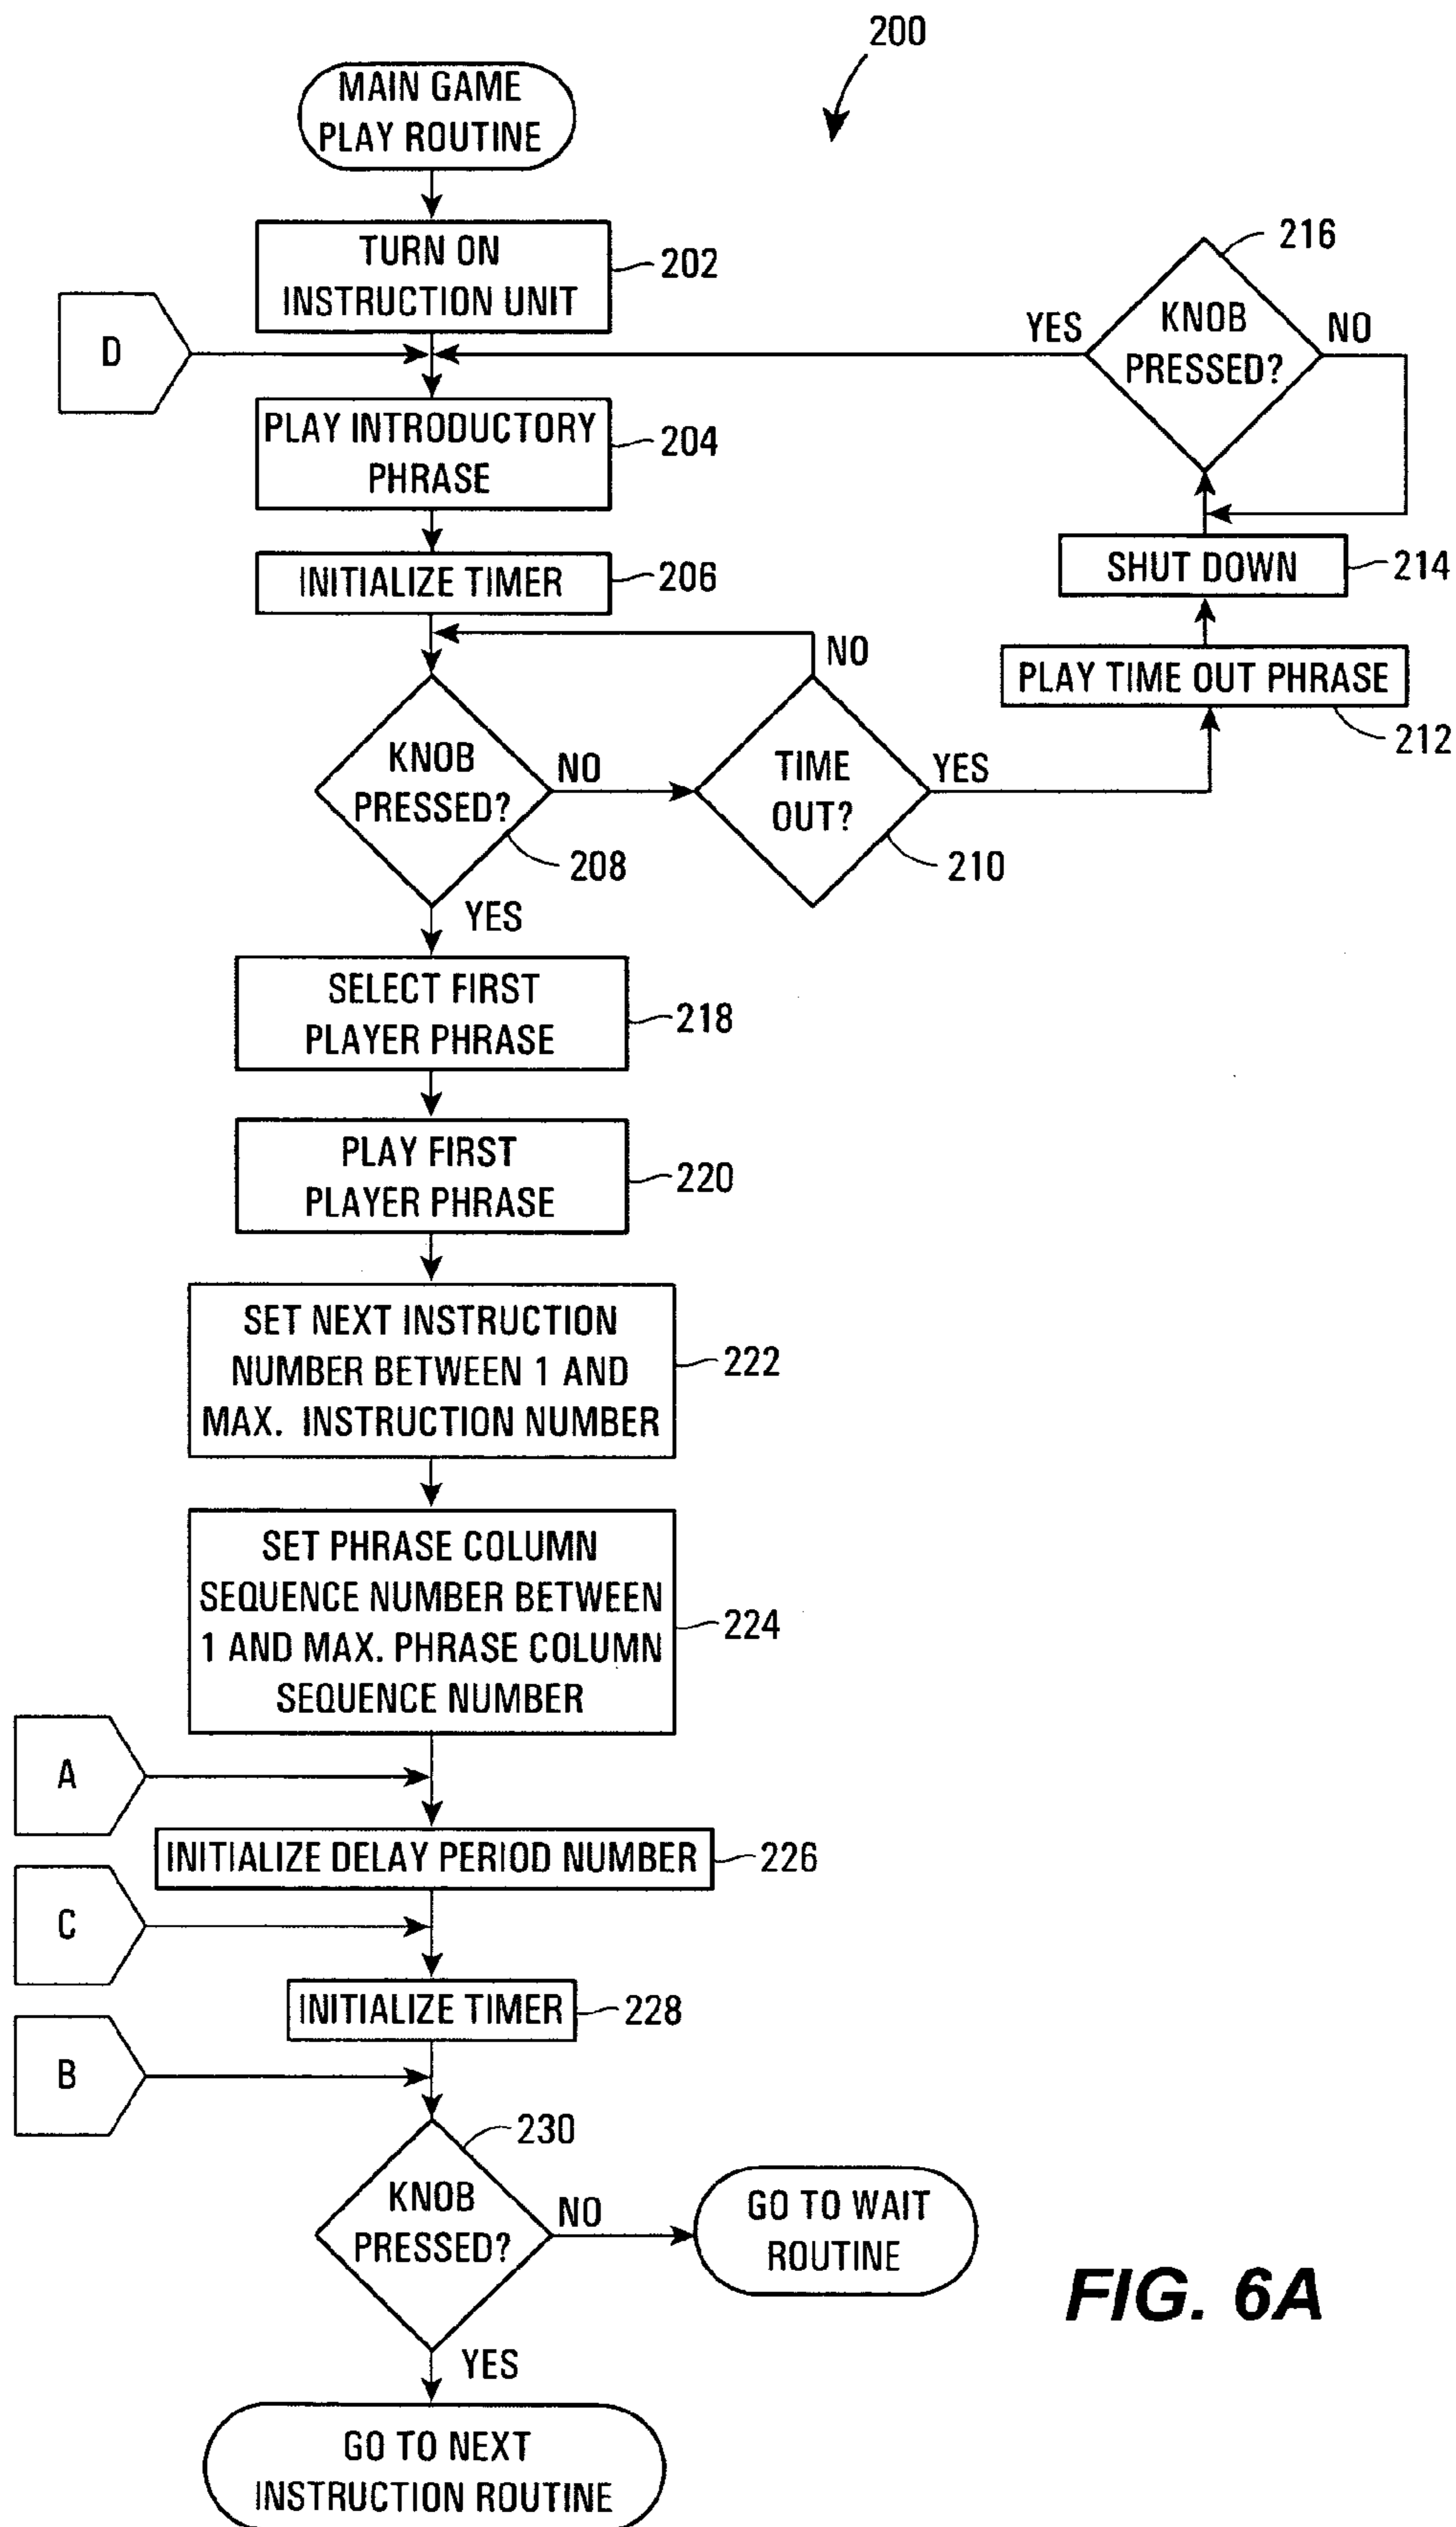 200
MAIN GAME
PLAY ROUTINE
TURN ON
INSTRUCTION UNIT
202
216
KNOB
PRESSED?
YES
NO
D
PLAY INTRODUCTORY
PHRASE
204
INITIALIZE TIMER
206
SHUT DOWN
214
NO
PLAY TIME OUT PHRASE
212
KNOB
PRESSED?
NO
208
TIME
OUT?
YES
210
YES
SELECT FIRST
PLAYER PHRASE
218
PLAY FIRST
PLAYER PHRASE
220
SET NEXT INSTRUCTION
NUMBER BETWEEN 1 AND
MAX. INSTRUCTION NUMBER
222
SET PHRASE COLUMN
SEQUENCE NUMBER BETWEEN
1 AND MAX. PHRASE COLUMN
SEQUENCE NUMBER
224
A
INITIALIZE DELAY PERIOD NUMBER
226
C
INITIALIZE TIMER
228
B
230
KNOB
PRESSED?
NO
GO TO WAIT
ROUTINE
YES
GO TO NEXT
INSTRUCTION ROUTINE
FIG. 6A